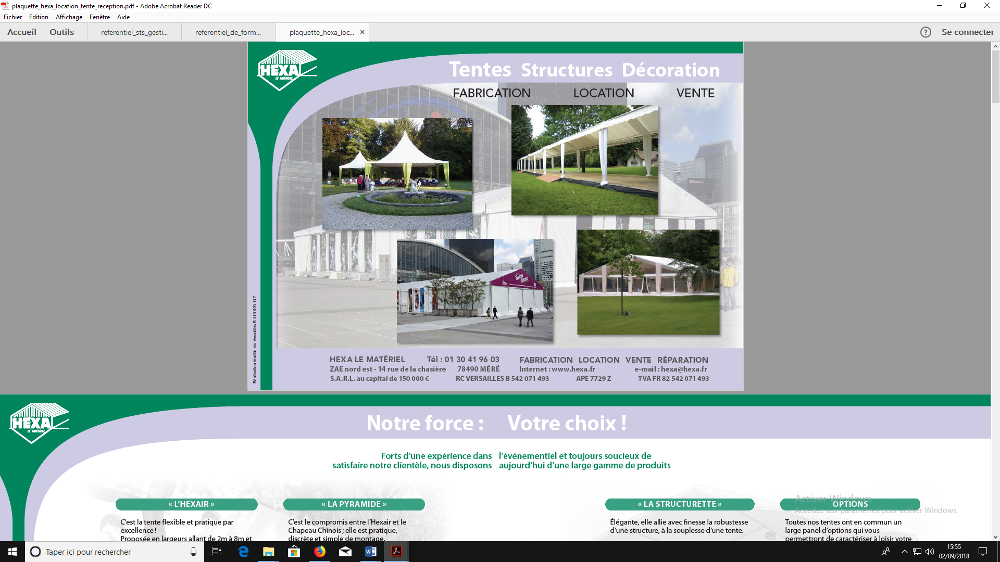 plaquette_hexa_location_tente_reception.pdf - Adobe Acrobat Reader DC
Fichier Edition Affichage Fenêtre Aide
Accueil Outils referentiel_sts_gesti... referentiel_de_form... plaquette_hexa_loc... × ? Se connecter
HEXA
LE MATERIEL
Tentes Structures Décoration
FABRICATION LOCATION VENTE
Seine
Réalisation Vexillis rcs Versailles B 419 620 117
HEXA LE MATÉRIEL Tél : 01 30 41 96 03 FABRICATION LOCATION VENTE RÉPARATION
ZAE nord est - 14 rue de la chasière 78490 MÉRÉ Internet : www.hexa.fr e-mail : hexa@hexa.fr
S.A.R.L. au capital de 150 000 € RC VERSAILLES B 542 071 493 APE 7729 Z TVA FR 82 542 071 493
HEXA
LE MATERIEL
Notre force : Votre choix !
Forts d’une expérience dans l’événementiel et toujours soucieux de
satisfaire notre clientèle, nous disposons aujourd’hui d’une large gamme de produits
« L’HEXAIR »
C’est la tente flexible et pratique par
excellence !
Proposée en largeurs allant de 2m à 8m et
« LA PYRAMIDE »
C’est le compromis entre l’Hexair et le
Chapeau Chinois ; elle est pratique,
discrète et simple de montage.
« LA STRUCTURETTE »
Élégante, elle allie avec finesse la robustesse
d’une structure, à la souplesse d’une tente.
OPTIONS
Toutes nos tentes ont en commun un
large panel d’options qui vous
permettront de caractériser à loisir votre
Activer Windows
Accédez aux paramètres pour activer Windows.
Taper ici pour rechercher
15:55
02/09/2018